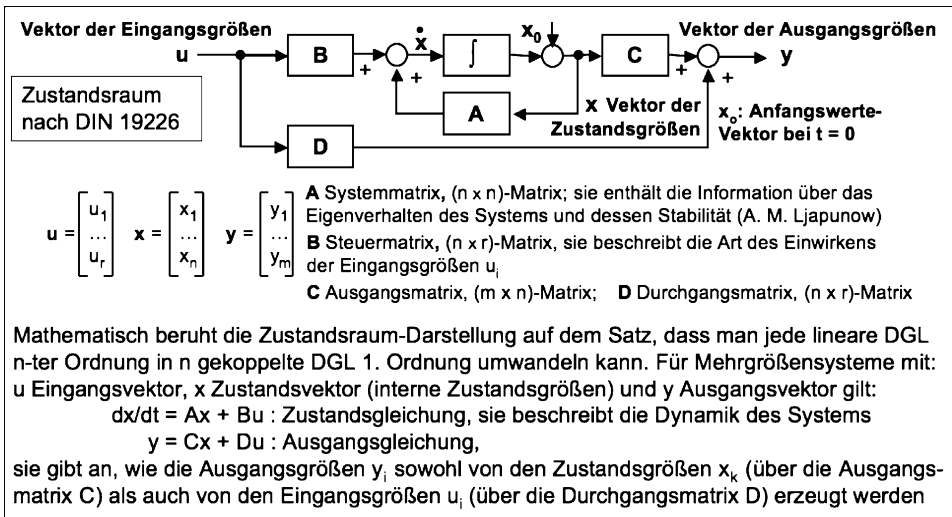 Vektor der Eingangsgrößen
u
B
+
+
ẋ
∫
x0
C
+
+
Vektor der Ausgangsgrößen
y
A
D
Zustandsraum
nach DIN 19226
x Vektor der
Zustandsgrößen
xo: Anfangswerte-
Vektor bei t = 0
u = [u1 ... ur] x = [x1 ... xn] y = [y1 ... ym]
A Systemmatrix, (n x n)-Matrix; sie enthält die Information über das
Eigenverhalten des Systems und dessen Stabilität (A. M. Ljapunow)
B Steuermatrix, (n x r)-Matrix, sie beschreibt die Art des Einwirkens
der Eingangsgrößen ui
C Ausgangsmatrix, (m x n)-Matrix; D Durchgangsmatrix, (n x r)-Matrix
Mathematisch beruht die Zustandsraum-Darstellung auf dem Satz, dass man jede lineare DGL
n-ter Ordnung in n gekoppelte DGL 1. Ordnung umwandeln kann. Für Mehrgrößensysteme mit:
u Eingangsvektor, x Zustandsvektor (interne Zustandsgrößen) und y Ausgangsvektor gilt:
dx/dt = Ax + Bu : Zustandsgleichung, sie beschreibt die Dynamik des Systems
y = Cx + Du : Ausgangsgleichung,
sie gibt an, wie die Ausgangsgrößen yi sowohl von den Zustandsgrößen xk (über die Ausgangs-
matrix C) als auch von den Eingangsgrößen ui (über die Durchgangsmatrix D) erzeugt werden